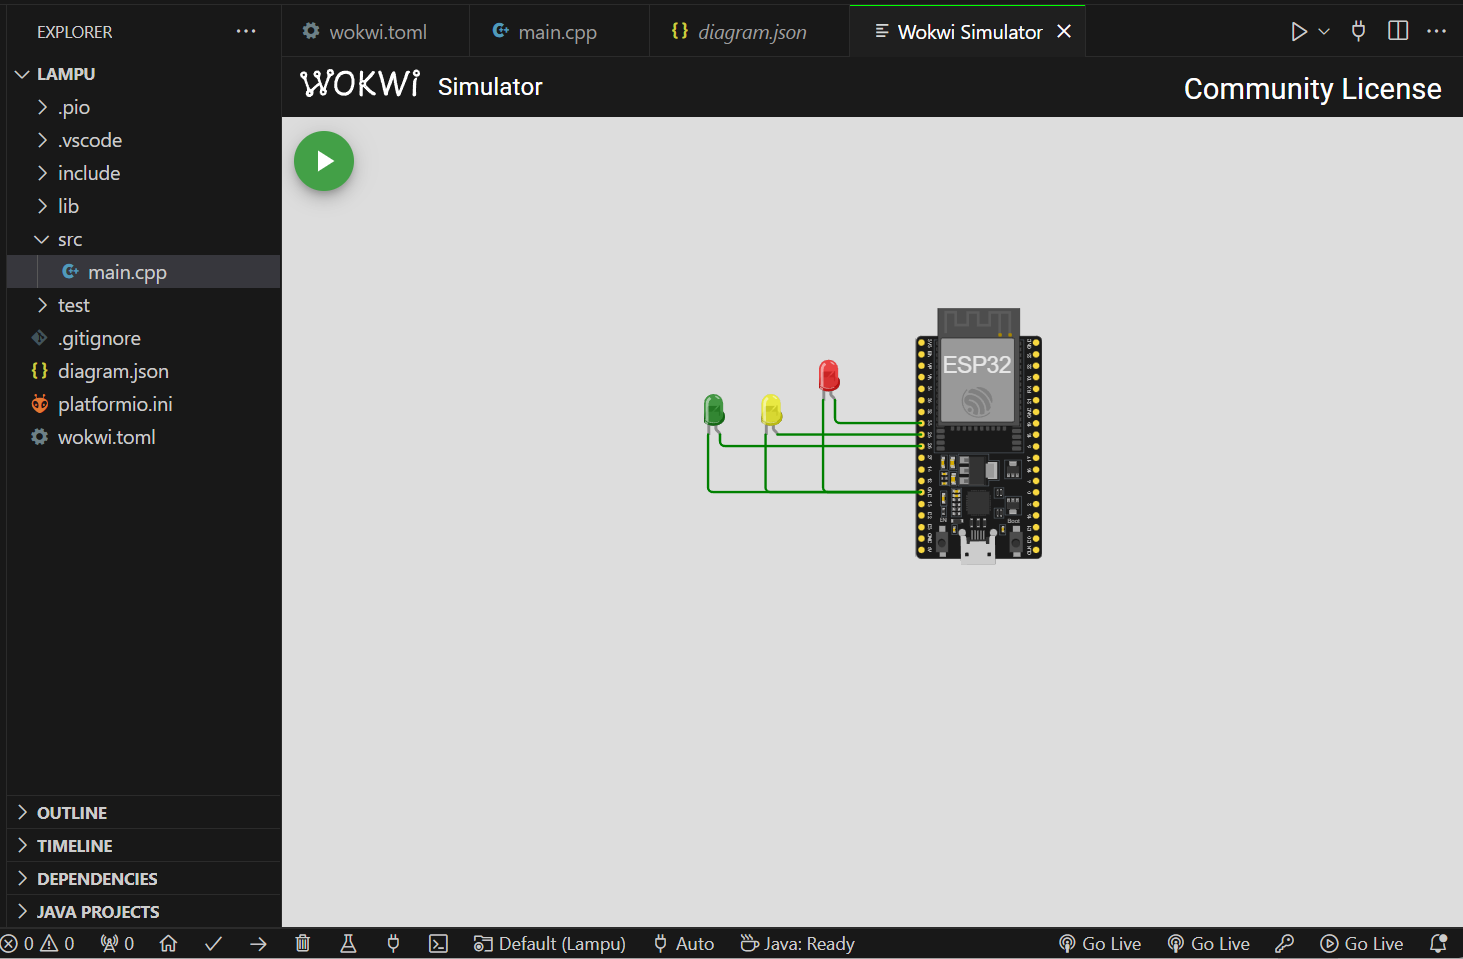 EXPLORER
wokwi.toml
main.cpp
diagram.json
Wokwi Simulator
LAMPU
.pio
.vscode
include
lib
src
main.cpp
test
.gitignore
diagram.json
platformio.ini
wokwi.toml
WOKWi Simulator
Community License
ESP32
EN
Boot
OUTLINE
TIMELINE
DEPENDENCIES
JAVA PROJECTS
0 0 0 Default (Lampu) Auto Java: Ready Go Live Go Live Go Live